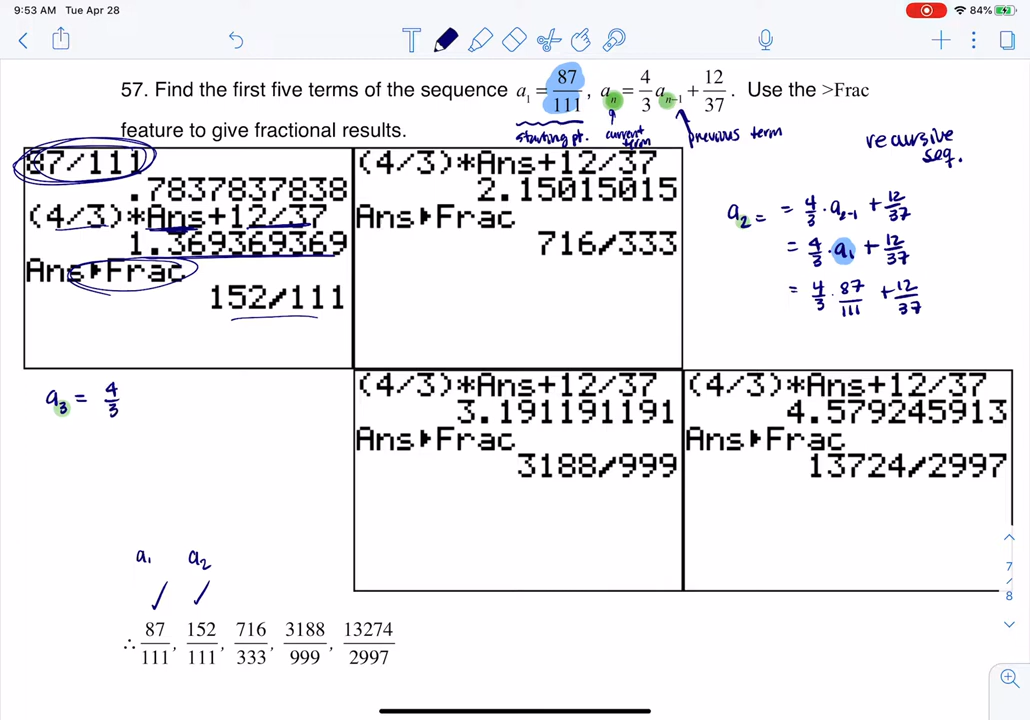 9:53 AM Tue Apr 28
84%
57. Find the first five terms of the sequence a₁ = 87/111, aₙ = 4/3 aₙ₋₁ + 12/37. Use the >Frac
feature to give fractional results.
starting pt. current term previous term
recursive seq.
87/111
.7837837838
(4/3)*Ans+12/37
1.369369369
Ans▸Frac
152/111
(4/3)*Ans+12/37
2.15015015
Ans▸Frac
716/333
a₂ = = 4/3 · a₂₋₁ + 12/37
= 4/3 · a₁ + 12/37
= 4/3 · 87/111 + 12/37
a₃ = 4/3
(4/3)*Ans+12/37
3.191191191
Ans▸Frac
3188/999
(4/3)*Ans+12/37
4.579245913
Ans▸Frac
13724/2997
a₁ a₂
✓ ✓
∴ 87/111, 152/111, 716/333, 3188/999, 13274/2997
7/8